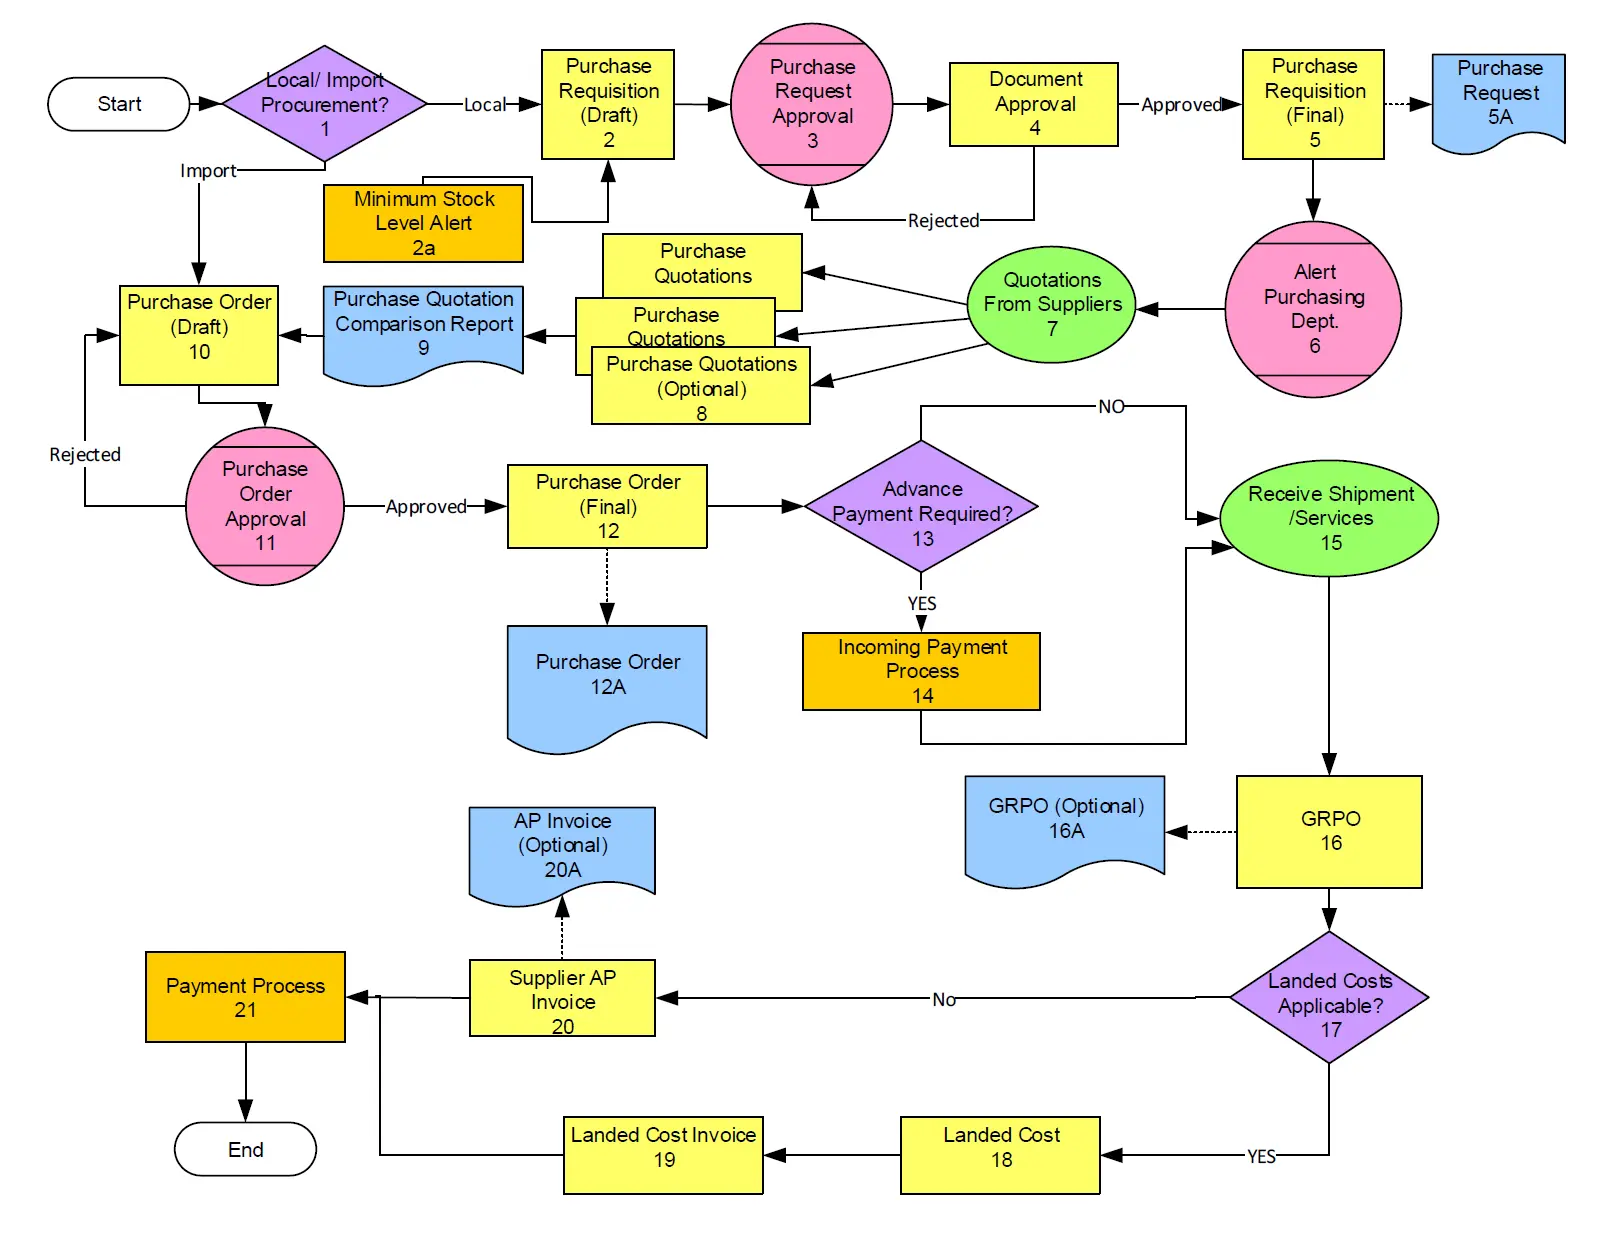 Start
Local/ Import
Procurement?
1
Local
Purchase
Requisition
(Draft)
2
Purchase
Request
Approval
3
Document
Approval
4
Approved
Purchase
Requisition
(Final)
5
Purchase
Request
5A
Import
Minimum Stock
Level Alert
2a
Rejected
Purchase
Quotations
Purchase
Quotations
Purchase Quotations
(Optional)
8
Quotations
From Suppliers
7
Alert
Purchasing
Dept.
6
Purchase Order
(Draft)
10
Purchase Quotation
Comparison Report
9
Rejected
Purchase
Order
Approval
11
Approved
Purchase Order
(Final)
12
Advance
Payment Required?
13
NO
Receive Shipment
/Services
15
YES
Purchase Order
12A
Incoming Payment
Process
14
AP Invoice
(Optional)
20A
GRPO (Optional)
16A
GRPO
16
Payment Process
21
Supplier AP
Invoice
20
No
Landed Costs
Applicable?
17
End
Landed Cost Invoice
19
Landed Cost
18
YES